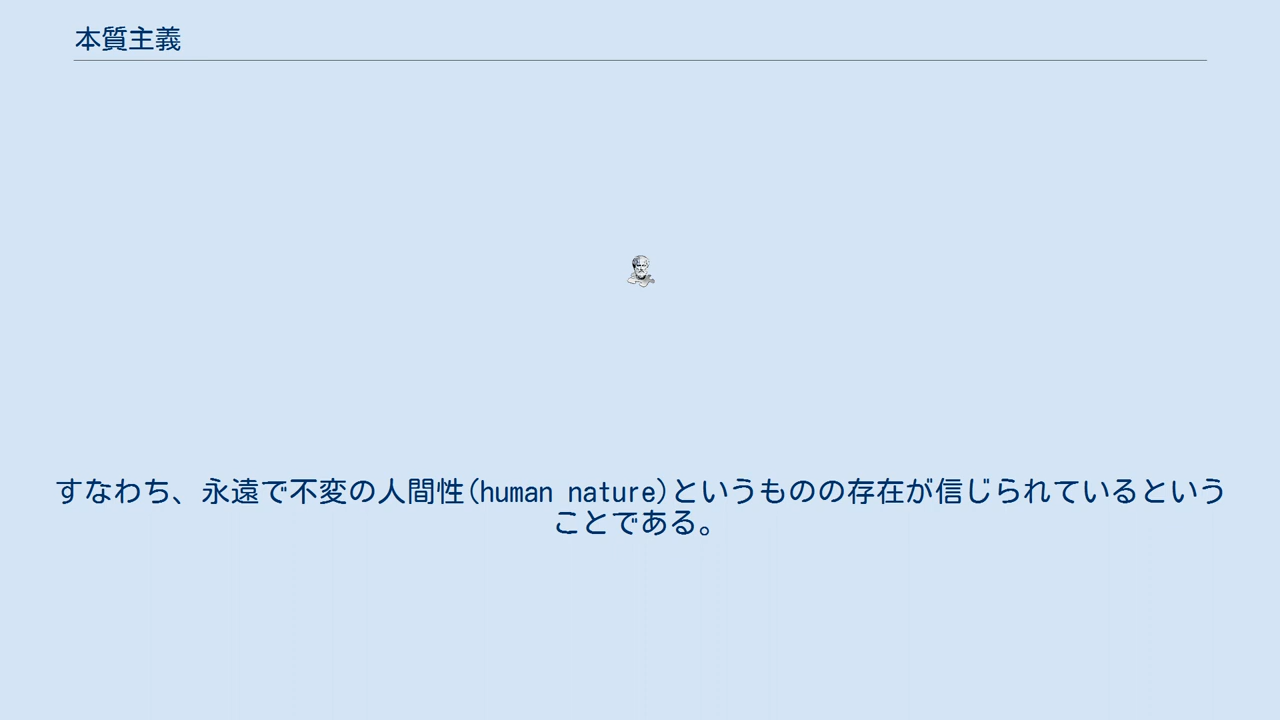 本質主義
すなわち、永遠で不変の人間性(human nature)というものの存在が信じられているという
ことである。